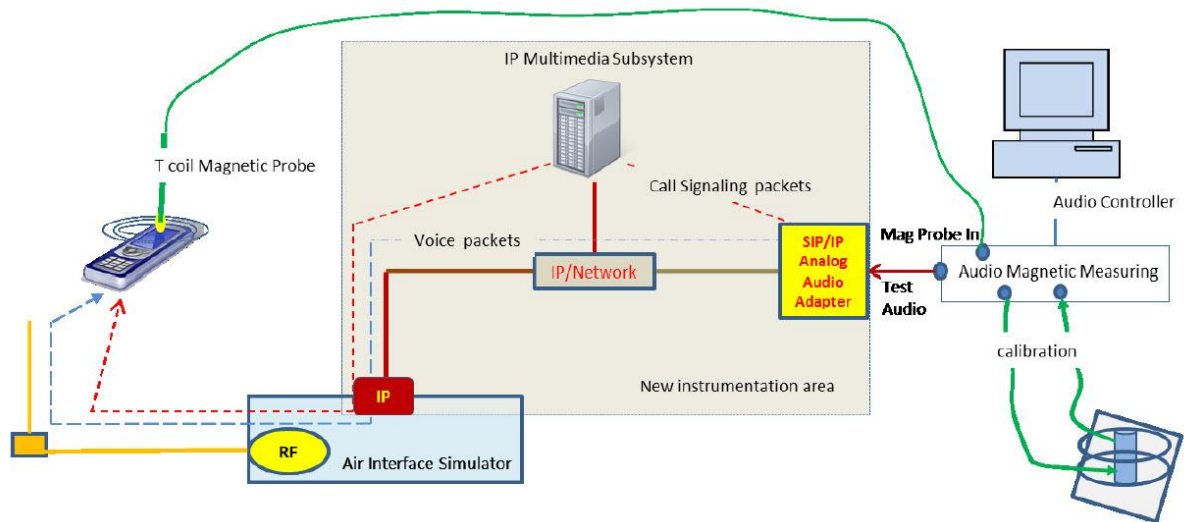 IP Multimedia Subsystem
T coil Magnetic Probe
Call Signaling packets
Audio Controller
Voice packets
Mag Probe In
SIP/IP
Analog
Audio
Adapter
IP/Network
Audio Magnetic Measuring
Test
Audio
calibration
New instrumentation area
IP
RF
Air Interface Simulator